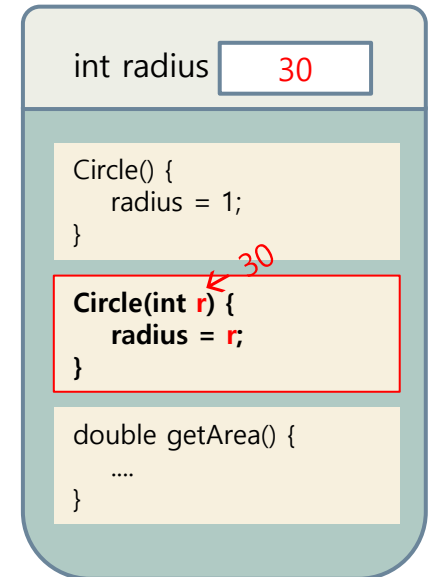 int radius 30
Circle() {
radius = 1;
}
30
Circle(int r) {
radius = r;
}
double getArea() {
....
}